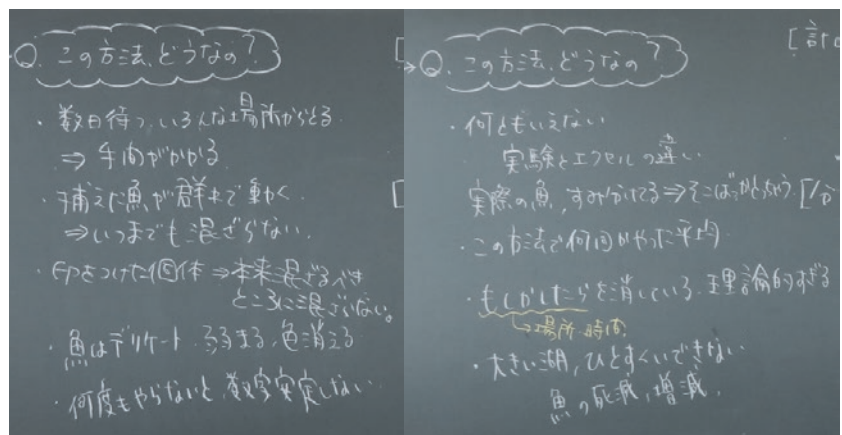 Q. この方法、どうなの?
・数日待つ、いろんな場所からとる
⇒ 手間がかかる
・捕えた魚が群れで動く
⇒いつまでも混ざらない。
・印をつけた個体 ⇒本来混ざるべき
ところに混ざらない。
・魚はデリケート 弱まる、色消える
・何度もやらないと、数字安定しない
→Q. この方法、どうなの?
・何ともいえない
実験とエクセルの違い
実際の魚、すみ分けてる⇒そこばっかとっちゃう
・この方法で何回かやった平均
・もしかしたらを消している。理論的すぎる
↳場所、時間
・大きい湖、ひとすくいできない
魚の死滅、増減、